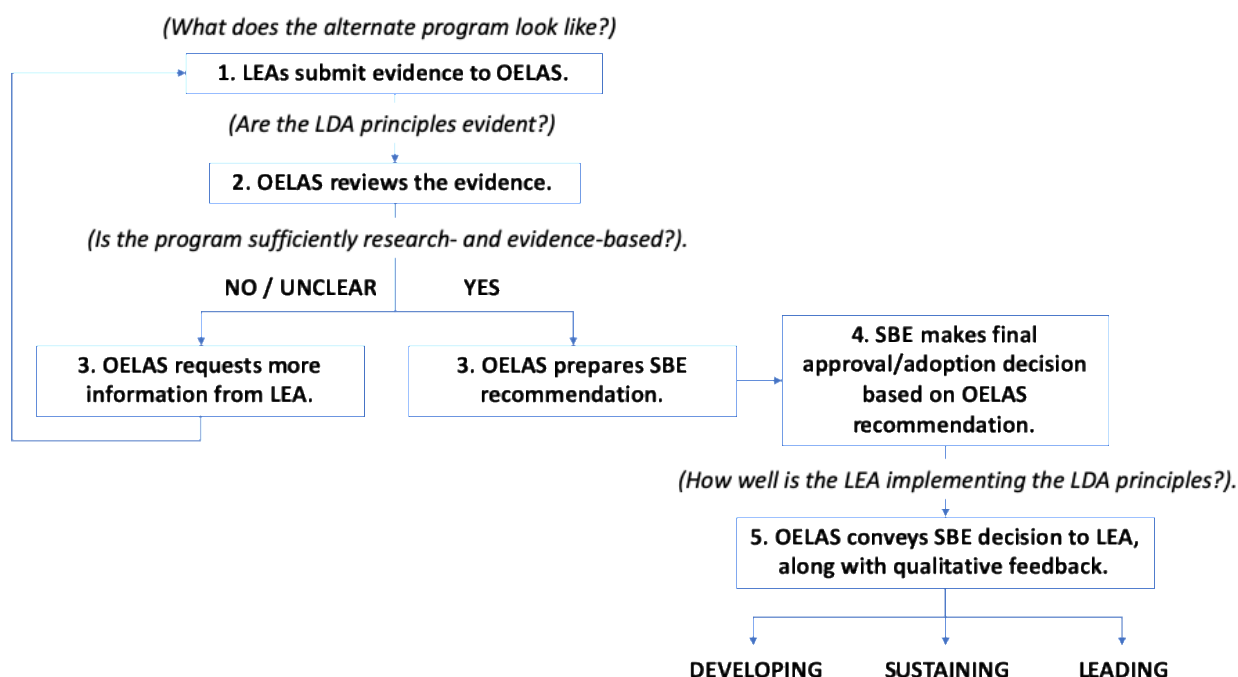 (What does the alternate program look like?)
1. LEAs submit evidence to OELAS.
(Are the LDA principles evident?)
2. OELAS reviews the evidence.
(Is the program sufficiently research- and evidence-based?).
NO / UNCLEAR
YES
3. OELAS requests more
information from LEA.
3. OELAS prepares SBE
recommendation.
4. SBE makes final
approval/adoption decision
based on OELAS
recommendation.
(How well is the LEA implementing the LDA principles?).
5. OELAS conveys SBE decision to LEA,
along with qualitative feedback.
DEVELOPING
SUSTAINING
LEADING